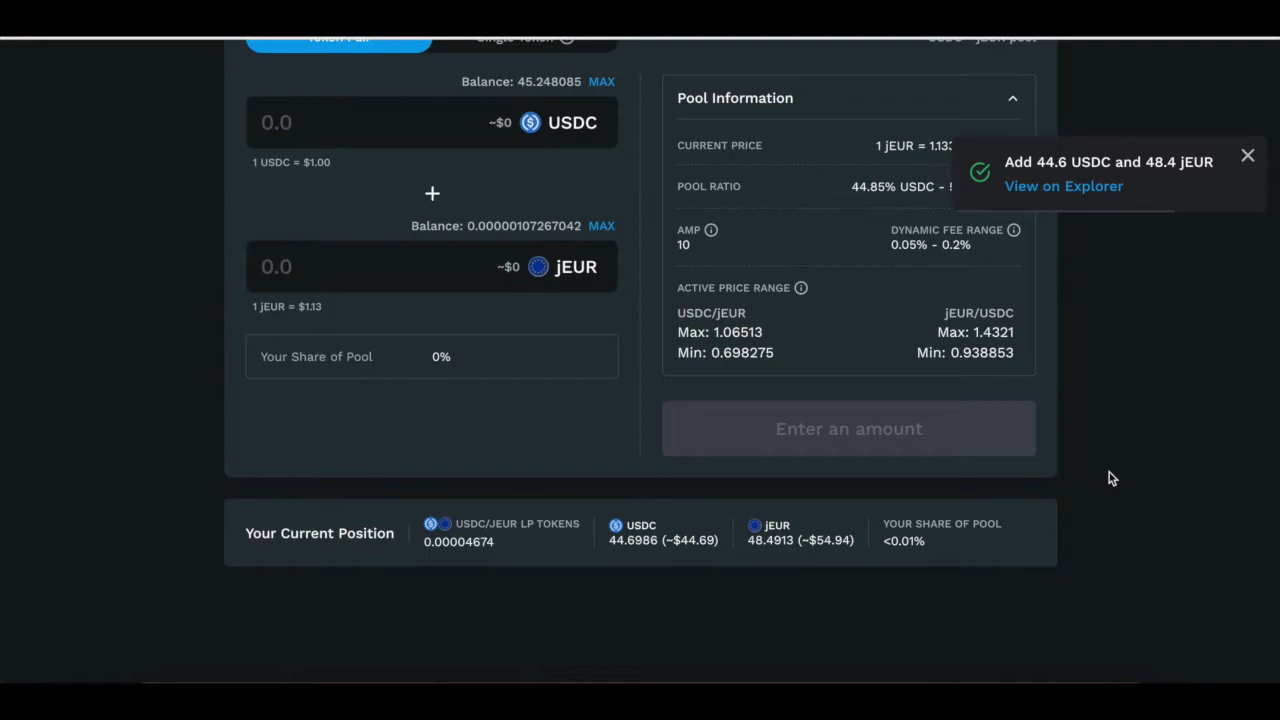 Balance: 45.248085 MAX
0.0 ~$0 USDC
1 USDC = $1.00
+
Balance: 0.00000107267042 MAX
0.0 ~$0 jEUR
1 jEUR = $1.13
Your Share of Pool 0%
Pool Information
CURRENT PRICE 1 jEUR = 1.133
POOL RATIO 44.85% USDC -
AMP DYNAMIC FEE RANGE
10 0.05% - 0.2%
ACTIVE PRICE RANGE
USDC/jEUR jEUR/USDC
Max: 1.06513 Max: 1.4321
Min: 0.698275 Min: 0.938853
Enter an amount
Add 44.6 USDC and 48.4 jEUR
View on Explorer
Your Current Position
USDC/JEUR LP TOKENS
0.00004674
USDC
44.6986 (~$44.69)
jEUR
48.4913 (~$54.94)
YOUR SHARE OF POOL
<0.01%